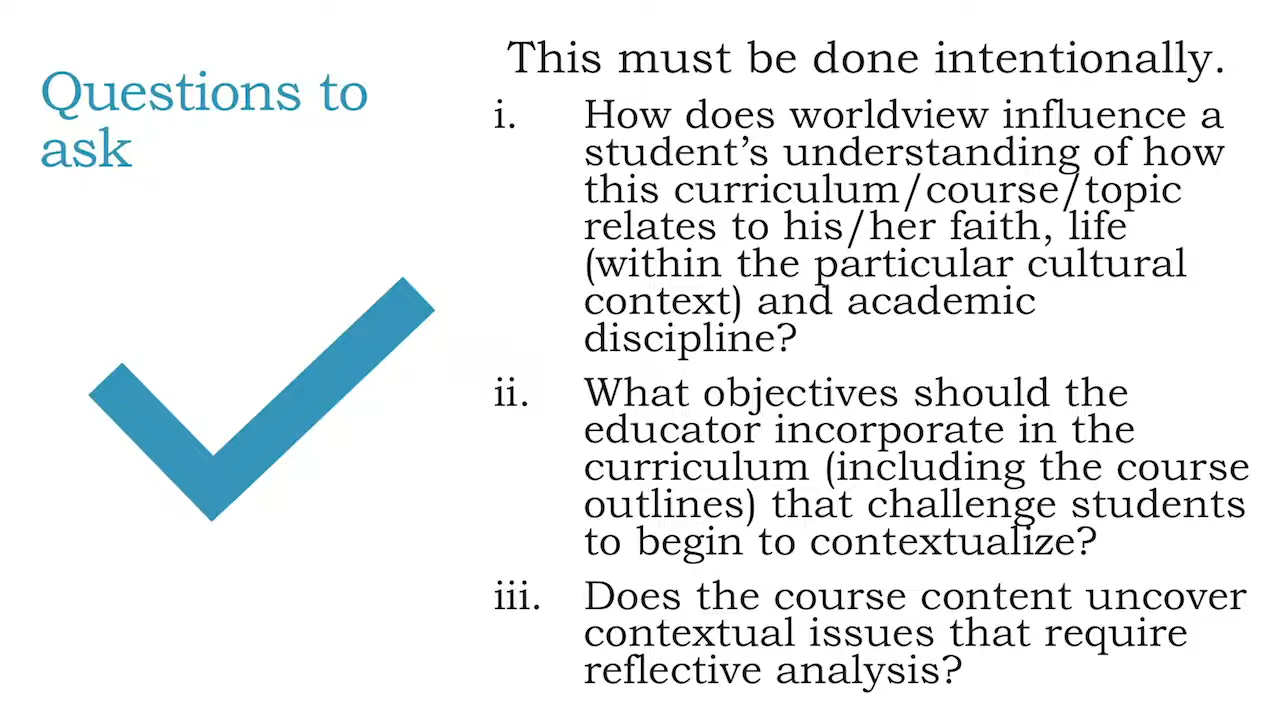 Questions to
ask
This must be done intentionally.
i. How does worldview influence a
student’s understanding of how
this curriculum/course/topic
relates to his/her faith, life
(within the particular cultural
context) and academic
discipline?
ii. What objectives should the
educator incorporate in the
curriculum (including the course
outlines) that challenge students
to begin to contextualize?
iii. Does the course content uncover
contextual issues that require
reflective analysis?